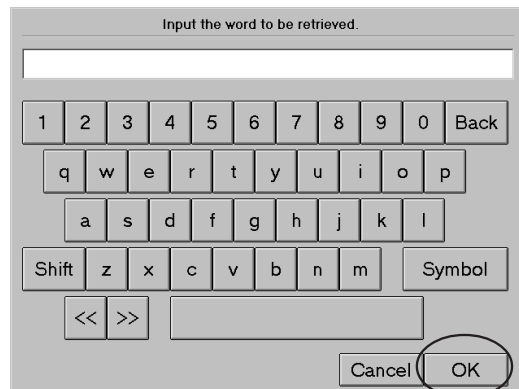 Input the word to be retrieved.
1 2 3 4 5 6 7 8 9 0 Back
q w e r t y u i o p
a s d f g h j k l
Shift z x c v b n m Symbol
<< >>
Cancel OK